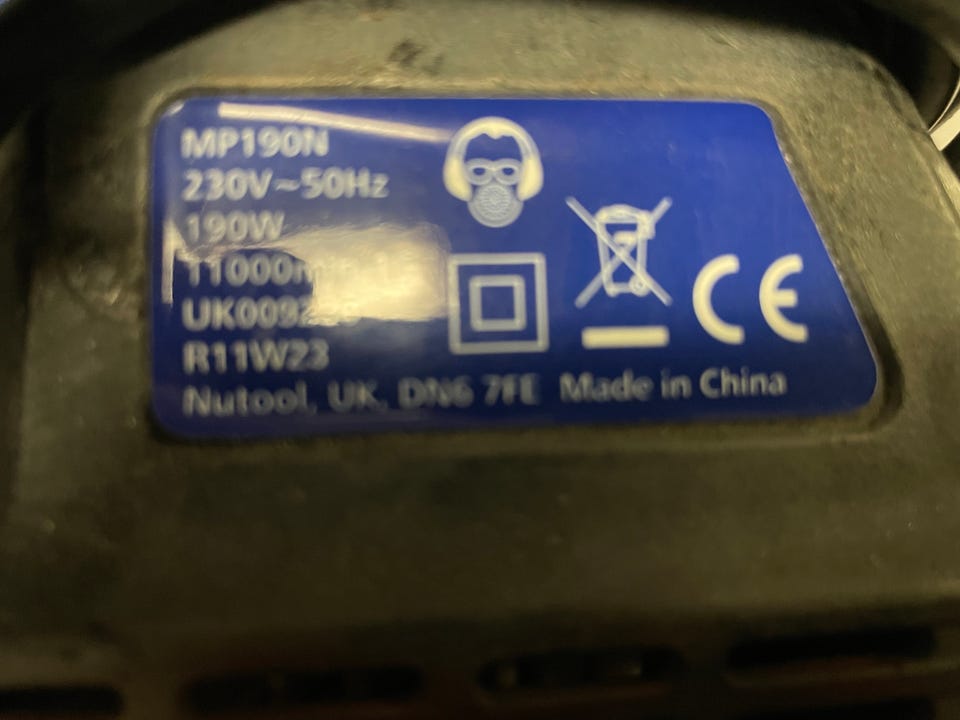 MP190N
230V~50Hz
190W
R11W23
Nutool, UK, DN6 7FE Made in China
CE